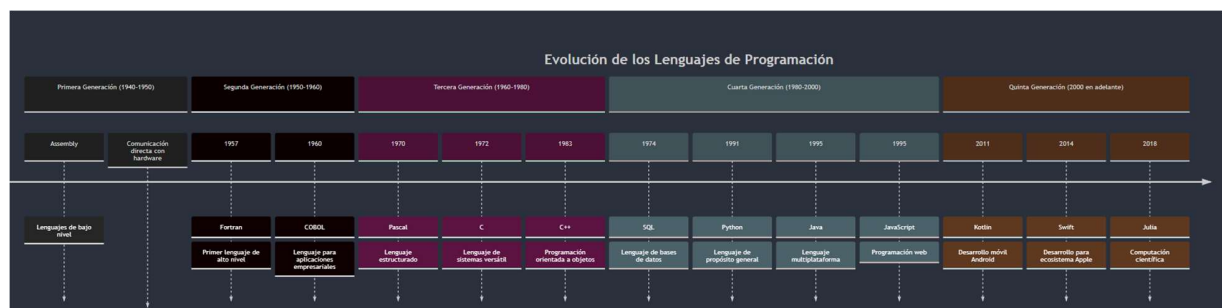 Evolución de los Lenguajes de Programación
Primera Generación (1940-1950)
Segunda Generación (1950-1960)
Tercera Generación (1960-1980)
Cuarta Generación (1980-2000)
Quinta Generación (2000 en adelante)
Assembly
Comunicación
directa con
hardware
1957
1960
1970
1972
1983
1974
1991
1995
1995
2011
2014
2018
Lenguajes de bajo
nivel
Fortran
COBOL
Pascal
C
C++
SQL
Python
Java
JavaScript
Kotlin
Swift
Julia
Primer lenguaje de
alto nivel
Lenguaje para
aplicaciones
empresariales
Lenguaje
estructurado
Lenguaje de
sistemas versátil
Programación
orientada a objetos
Lenguaje de bases
de datos
Lenguaje de
propósito general
Lenguaje
multiplataforma
Programación web
Desarrollo móvil
Android
Desarrollo para
ecosistema Apple
Computación
científica